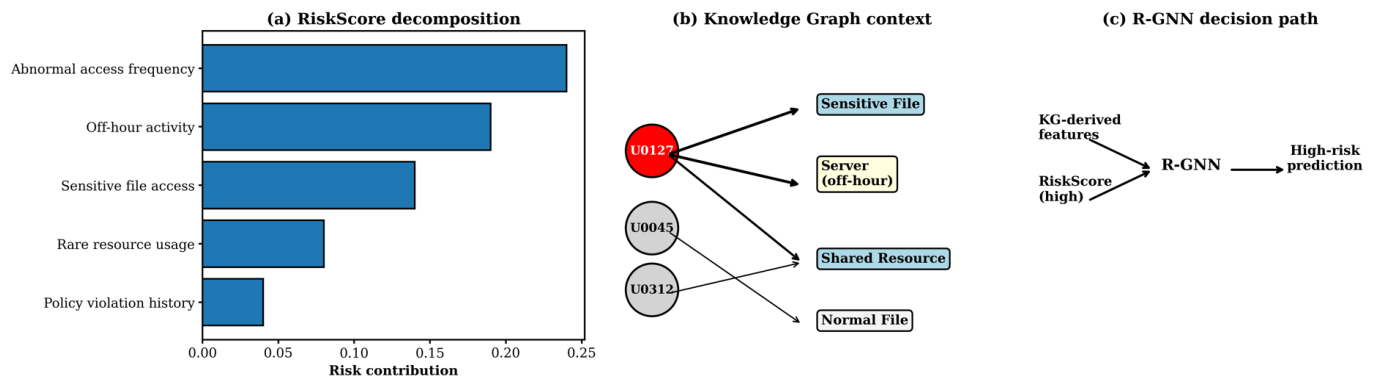 (a) RiskScore decomposition
Abnormal access frequency
Off-hour activity
Sensitive file access
Rare resource usage
Policy violation history
0.00
0.05
0.10
0.15
0.20
0.25
Risk contribution
(b) Knowledge Graph context
U0127
U0045
U0312
Sensitive File
Server
(off-hour)
Shared Resource
Normal File
(c) R-GNN decision path
KG-derived
features
RiskScore
(high)
R-GNN
High-risk
prediction